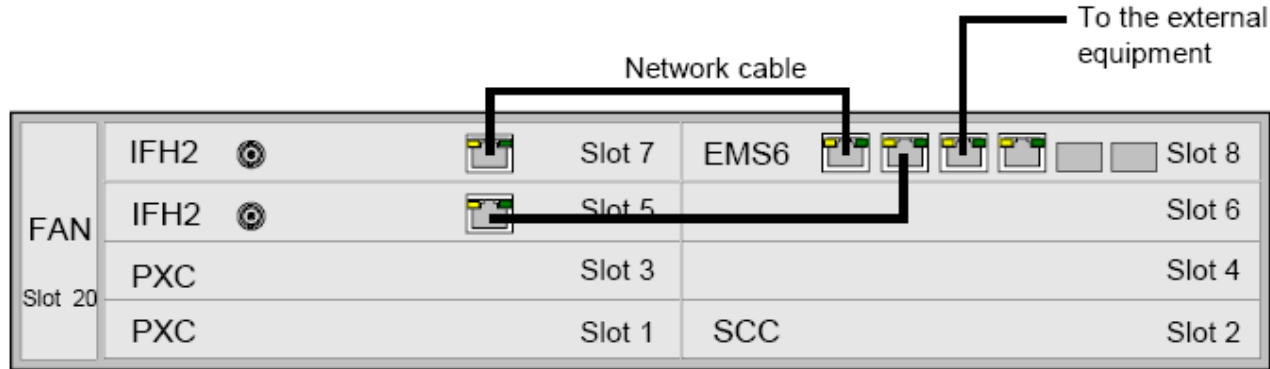 To the external
equipment
Network cable
IFH2 Slot 7 EMS6 Slot 8
IFH2 Slot 5 Slot 6
FAN
PXC Slot 3 Slot 4
Slot 20
PXC Slot 1 SCC Slot 2